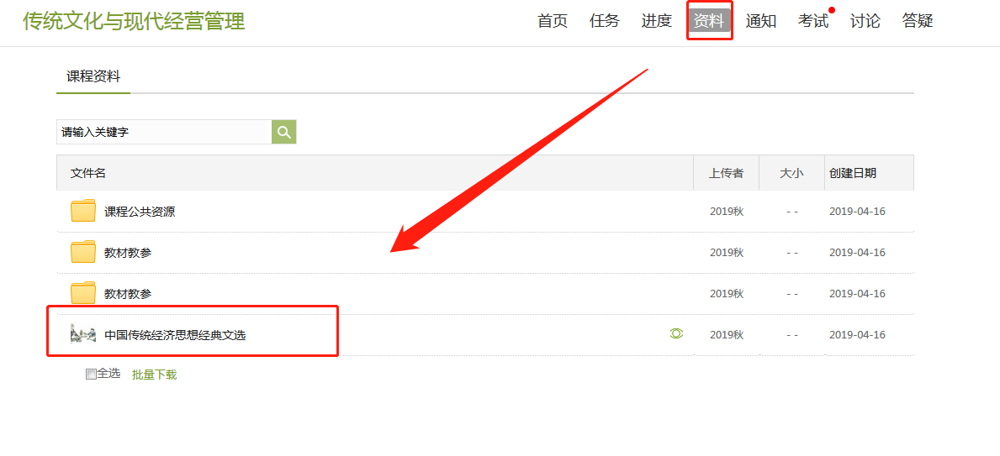 传统文化与现代经营管理 首页 任务 进度 资料 通知 考试 讨论 答疑
课程资料
请输入关键字
文件名 上传者 大小 创建日期
课程公共资源 2019秋 - - 2019-04-16
教材教参 2019秋 - - 2019-04-16
教材教参 2019秋 - - 2019-04-16
中国传统经济思想经典文选 2019秋 - - 2019-04-16
全选 批量下载